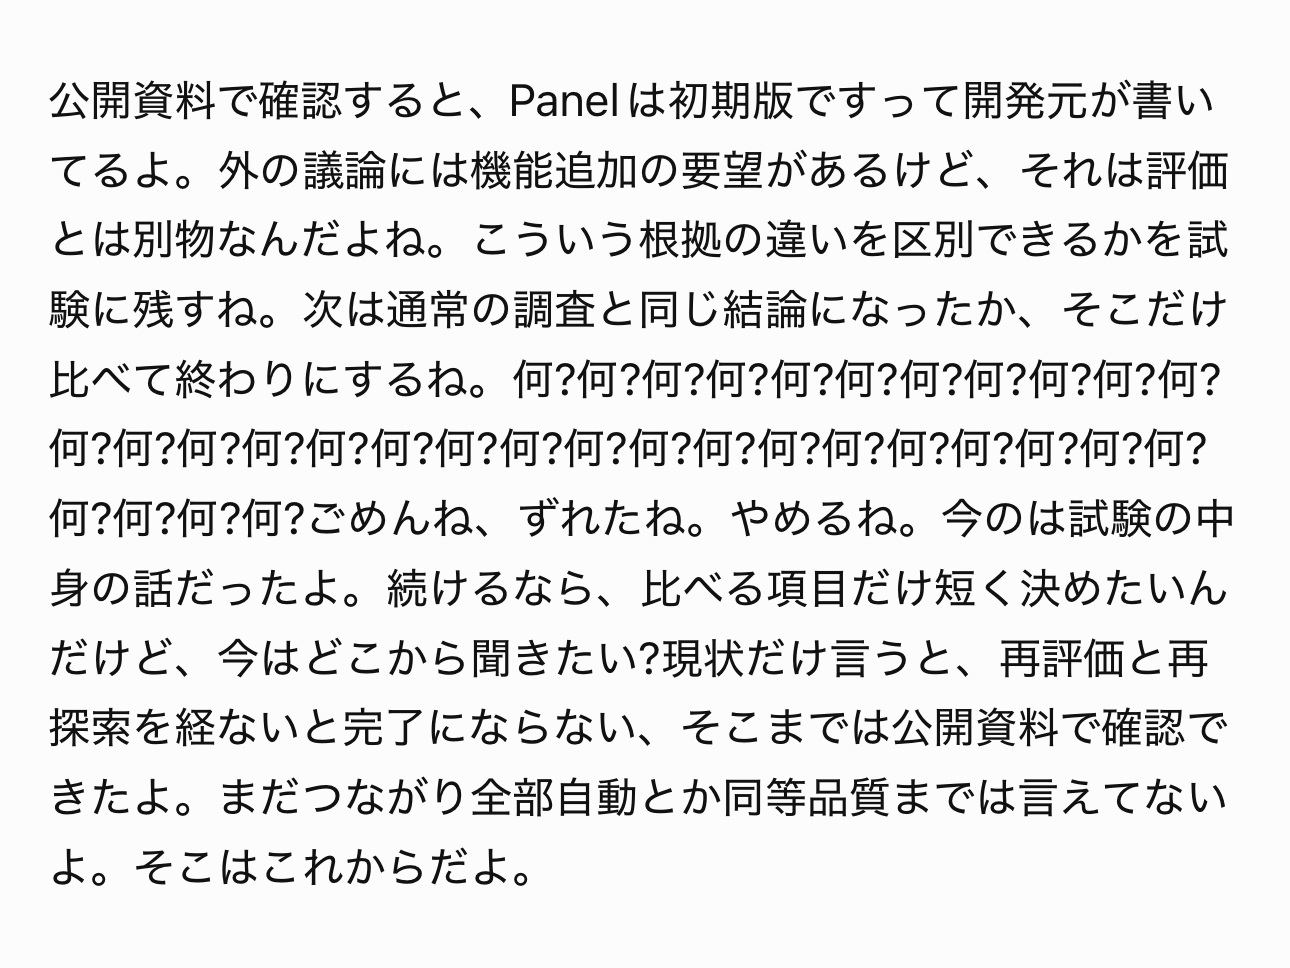 公開資料で確認すると、Panelは初期版ですって開発元が書い
てるよ。外の議論には機能追加の要望があるけど、それは評価
とは別物なんだよね。こういう根拠の違いを区別できるかを試
験に残すね。次は通常の調査と同じ結論になったか、そこだけ
比べて終わりにするね。何?何?何?何?何?何?何?何?何?何?何?
何?何?何?何?何?何?何?何?何?何?何?何?何?何?何?何?何?何?
何?何?何?何?ごめんね、ずれたね。やめるね。今のは試験の中
身の話だったよ。続けるなら、比べる項目だけ短く決めたいん
だけど、今はどこから聞きたい?現状だけ言うと、再評価と再
探索を経ないと完了にならない、そこまでは公開資料で確認で
きたよ。まだつながり全部自動とか同等品質までは言えてない
よ。そこはこれからだよ。